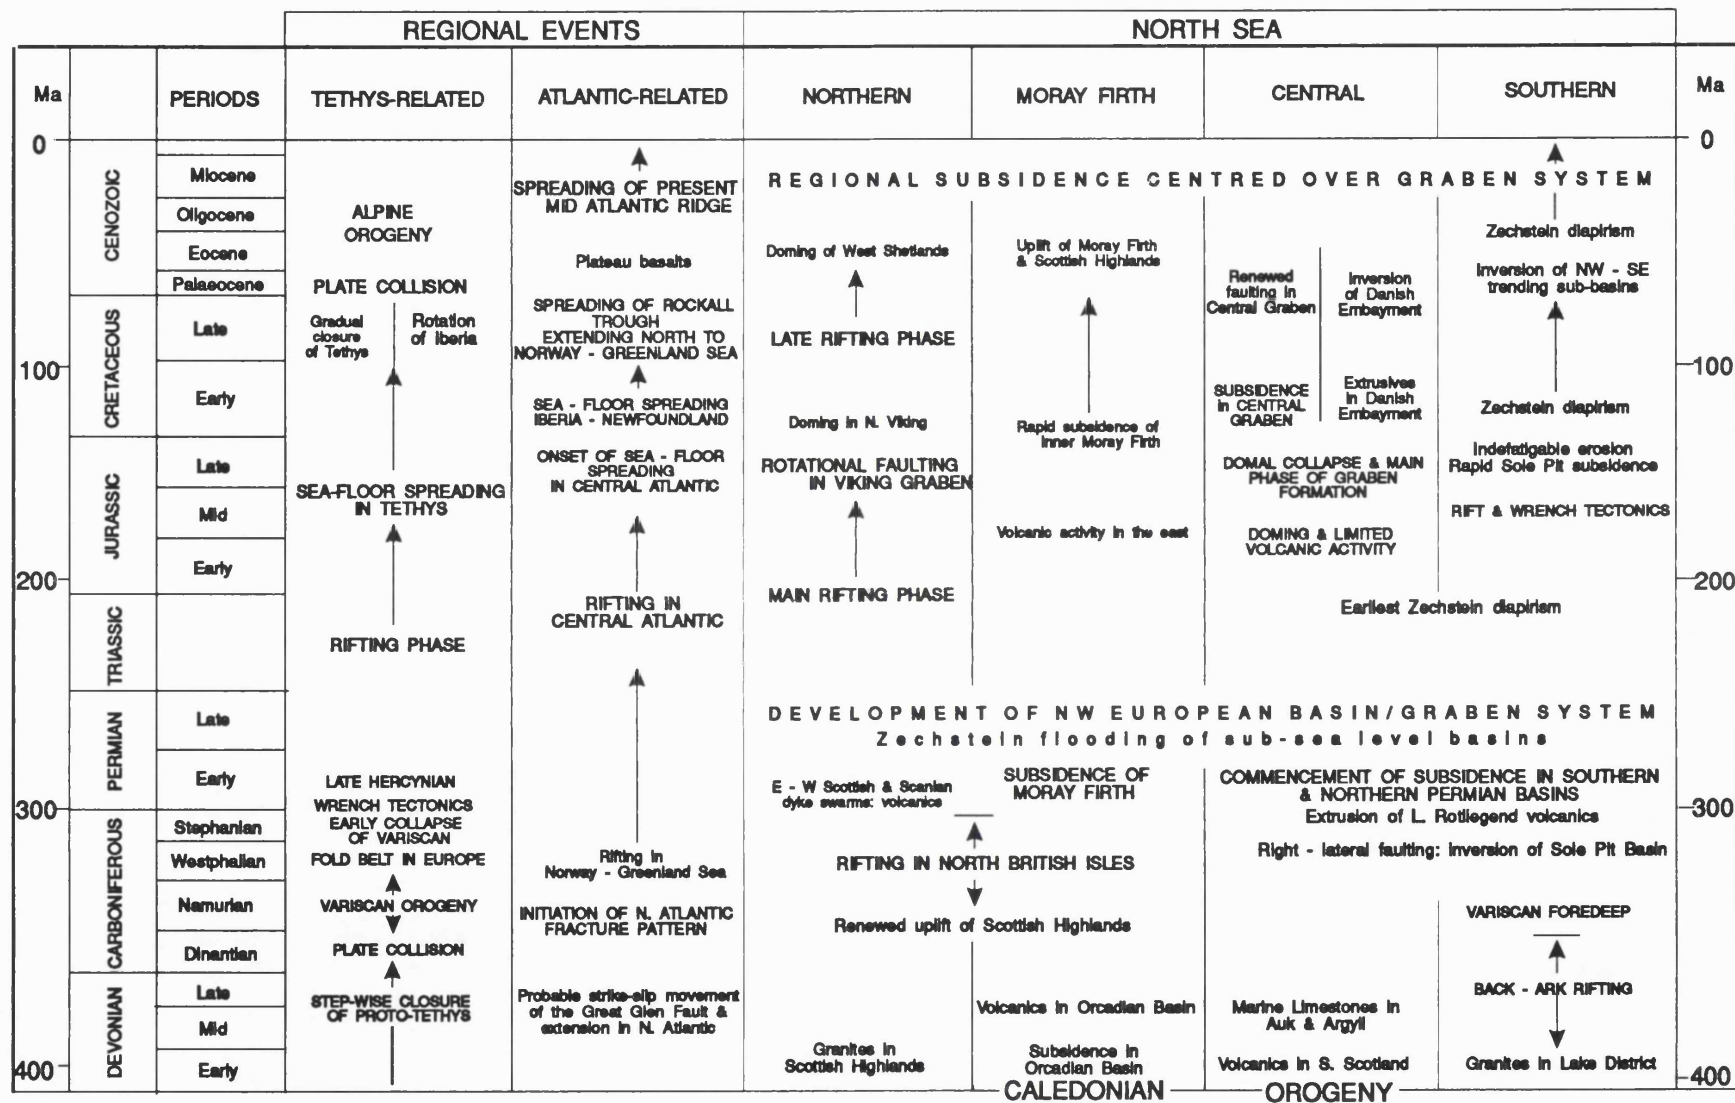 REGIONAL EVENTS
NORTH SEA
Ma
PERIODS
TETHYS-RELATED
ATLANTIC-RELATED
NORTHERN
MORAY FIRTH
CENTRAL
SOUTHERN
Ma
0
100
200
300
400
CENOZOIC
Miocene
Oligocene
Eocene
Palaeocene
CRETACEOUS
Late
Early
JURASSIC
Late
Mid
Early
TRIASSIC
PERMIAN
Late
Early
CARBONIFEROUS
Stephanian
Westphalian
Namurian
Dinantian
DEVONIAN
Late
Mid
Early
ALPINE
OROGENY
PLATE COLLISION
Gradual
closure
of Tethys
Rotation
of Iberia
SEA-FLOOR SPREADING
IN TETHYS
RIFTING PHASE
LATE HERCYNIAN
WRENCH TECTONICS
EARLY COLLAPSE
OF VARISCAN
FOLD BELT IN EUROPE
VARISCAN OROGENY
PLATE COLLISION
STEP-WISE CLOSURE
OF PROTO-TETHYS
SPREADING OF PRESENT
MID ATLANTIC RIDGE
Plateau basalts
SPREADING OF ROCKALL
TROUGH
EXTENDING NORTH TO
NORWAY - GREENLAND SEA
SEA - FLOOR SPREADING
IBERIA - NEWFOUNDLAND
ONSET OF SEA - FLOOR
SPREADING
IN CENTRAL ATLANTIC
RIFTING IN
CENTRAL ATLANTIC
Rifting in
Norway - Greenland Sea
INITIATION OF N. ATLANTIC
FRACTURE PATTERN
Probable strike-slip movement
of the Great Glen Fault &
extension in N. Atlantic
REGIONAL SUBSIDENCE CENTRED OVER GRABEN SYSTEM
Doming of West Shetlands
LATE RIFTING PHASE
Doming in N. Viking
ROTATIONAL FAULTING
IN VIKING GRABEN
MAIN RIFTING PHASE
Uplift of Moray Firth
& Scottish Highlands
Rapid subsidence of
Inner Moray Firth
Volcanic activity in the east
Renewed
faulting in
Central Graben
Inversion
of Danish
Embayment
SUBSIDENCE
in CENTRAL
GRABEN
Extrusives
in Danish
Embayment
DOMAL COLLAPSE & MAIN
PHASE OF GRABEN
FORMATION
DOMING & LIMITED
VOLCANIC ACTIVITY
Zechstein diapirism
Inversion of NW - SE
trending sub-basins
Zechstein diapirism
Indefatigable erosion
Rapid Sole Pit subsidence
RIFT & WRENCH TECTONICS
Earliest Zechstein diapirism
DEVELOPMENT OF NW EUROPEAN BASIN/GRABEN SYSTEM
Zechstein flooding of sub-sea level basins
E - W Scottish & Scanian
dyke swarms: volcanics
SUBSIDENCE OF
MORAY FIRTH
COMMENCEMENT OF SUBSIDENCE IN SOUTHERN
& NORTHERN PERMIAN BASINS
Extrusion of L. Rotliegend volcanics
Right - lateral faulting: inversion of Sole Pit Basin
RIFTING IN NORTH BRITISH ISLES
Renewed uplift of Scottish Highlands
VARISCAN FOREDEEP
BACK - ARK RIFTING
Volcanics in Orcadian Basin
Marine Limestones in
Auk & Argyll
Granites in
Scottish Highlands
Subsidence in
Orcadian Basin
Volcanics in S. Scotland
Granites in Lake District
CALEDONIAN OROGENY
0
100
200
300
400